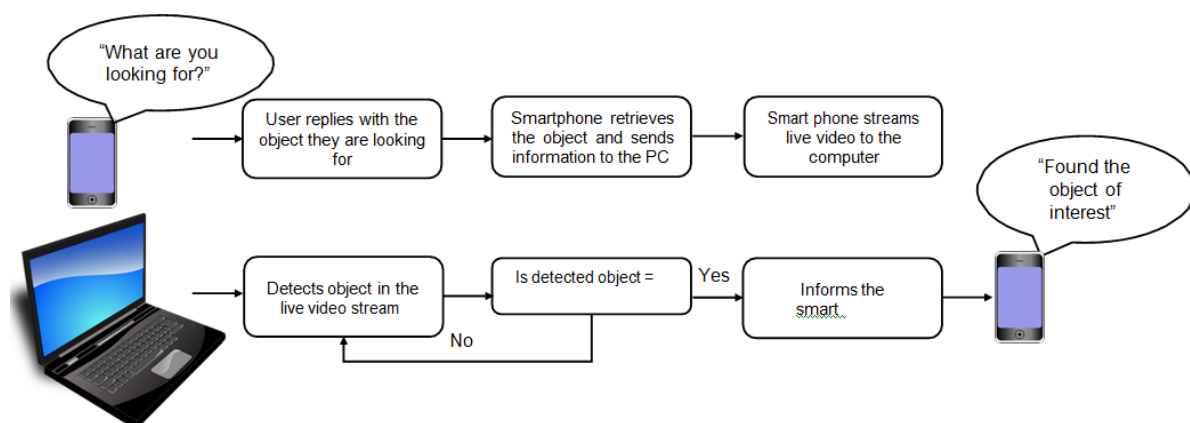 “What are you
looking for?”
User replies with the
object they are looking
for
Smartphone retrieves
the object and sends
information to the PC
Smart phone streams
live video to the
computer
“Found the
object of
interest”
Detects object in the
live video stream
Is detected object =
Yes
No
Informs the
smart